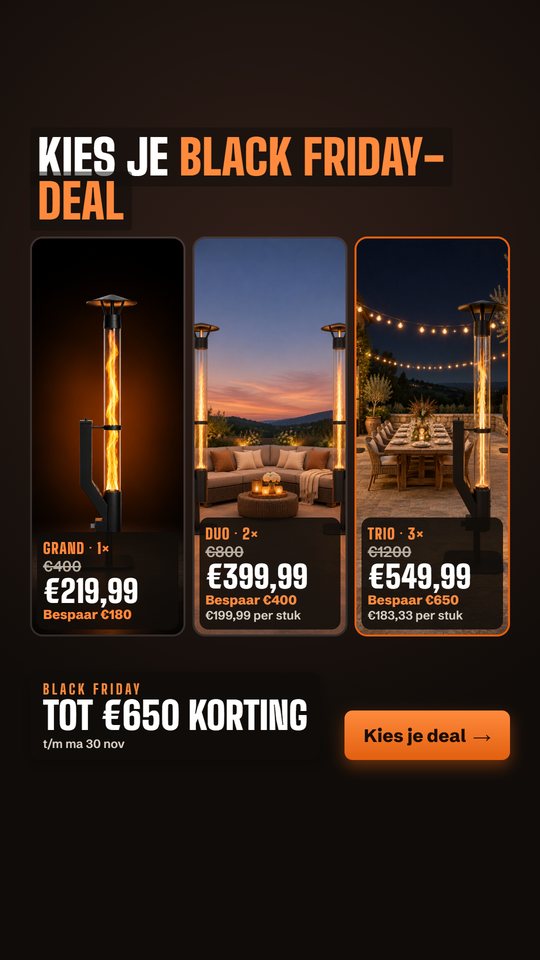 KIES JE BLACK FRIDAY-
DEAL
GRAND · 1×
€400
€219,99
Bespaar €180
DUO · 2×
€800
€399,99
Bespaar €400
€199,99 per stuk
TRIO · 3×
€1200
€549,99
Bespaar €650
€183,33 per stuk
BLACK FRIDAY
TOT €650 KORTING
t/m ma 30 nov
Kies je deal →